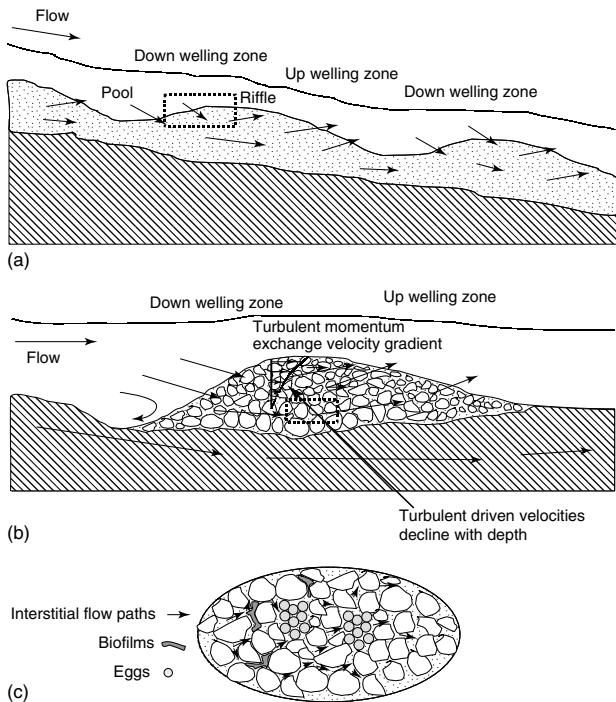 Flow
Down welling zone
Up welling zone
Down welling zone
Pool
Riffle
(a)
Down welling zone
Up welling zone
Turbulent momentum
exchange velocity gradient
Flow
Turbulent driven velocities
decline with depth
(b)
Interstitial flow paths
Biofilms
Eggs
(c)